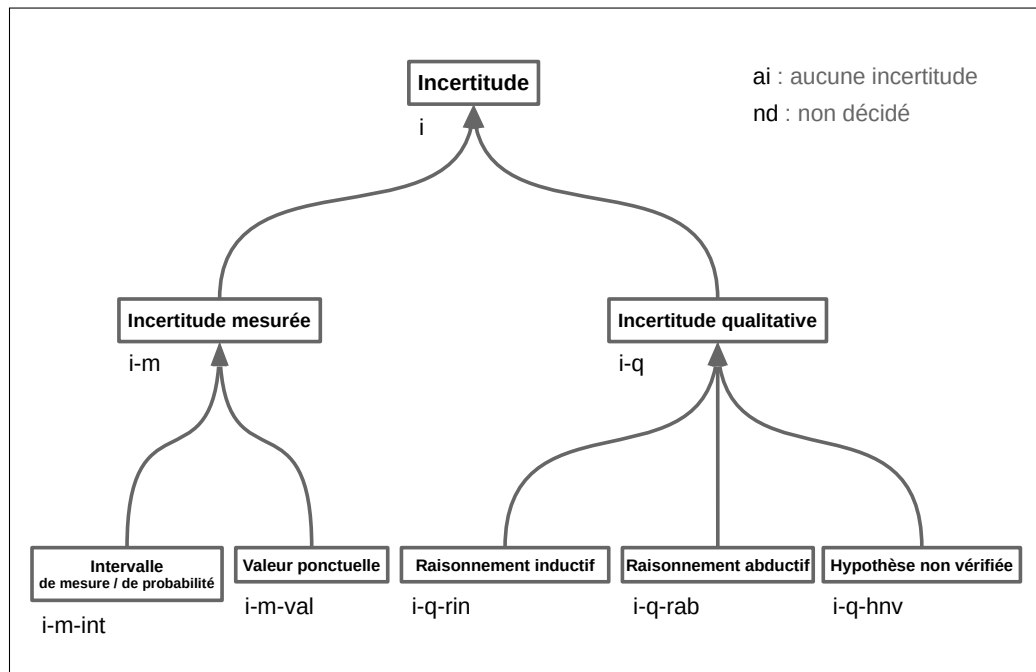 Incertitude
i
ai : aucune incertitude
nd : non décidé
Incertitude mesurée
i-m
Incertitude qualitative
i-q
Intervalle
de mesure / de probabilité
i-m-int
Valeur ponctuelle
i-m-val
Raisonnement inductif
i-q-rin
Raisonnement abductif
i-q-rab
Hypothèse non vérifiée
i-q-hnv